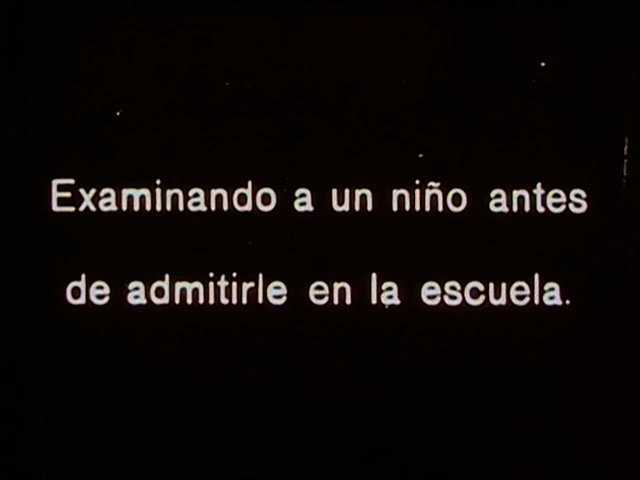 Examinando a un niño antes
de admitirle en la escuela.